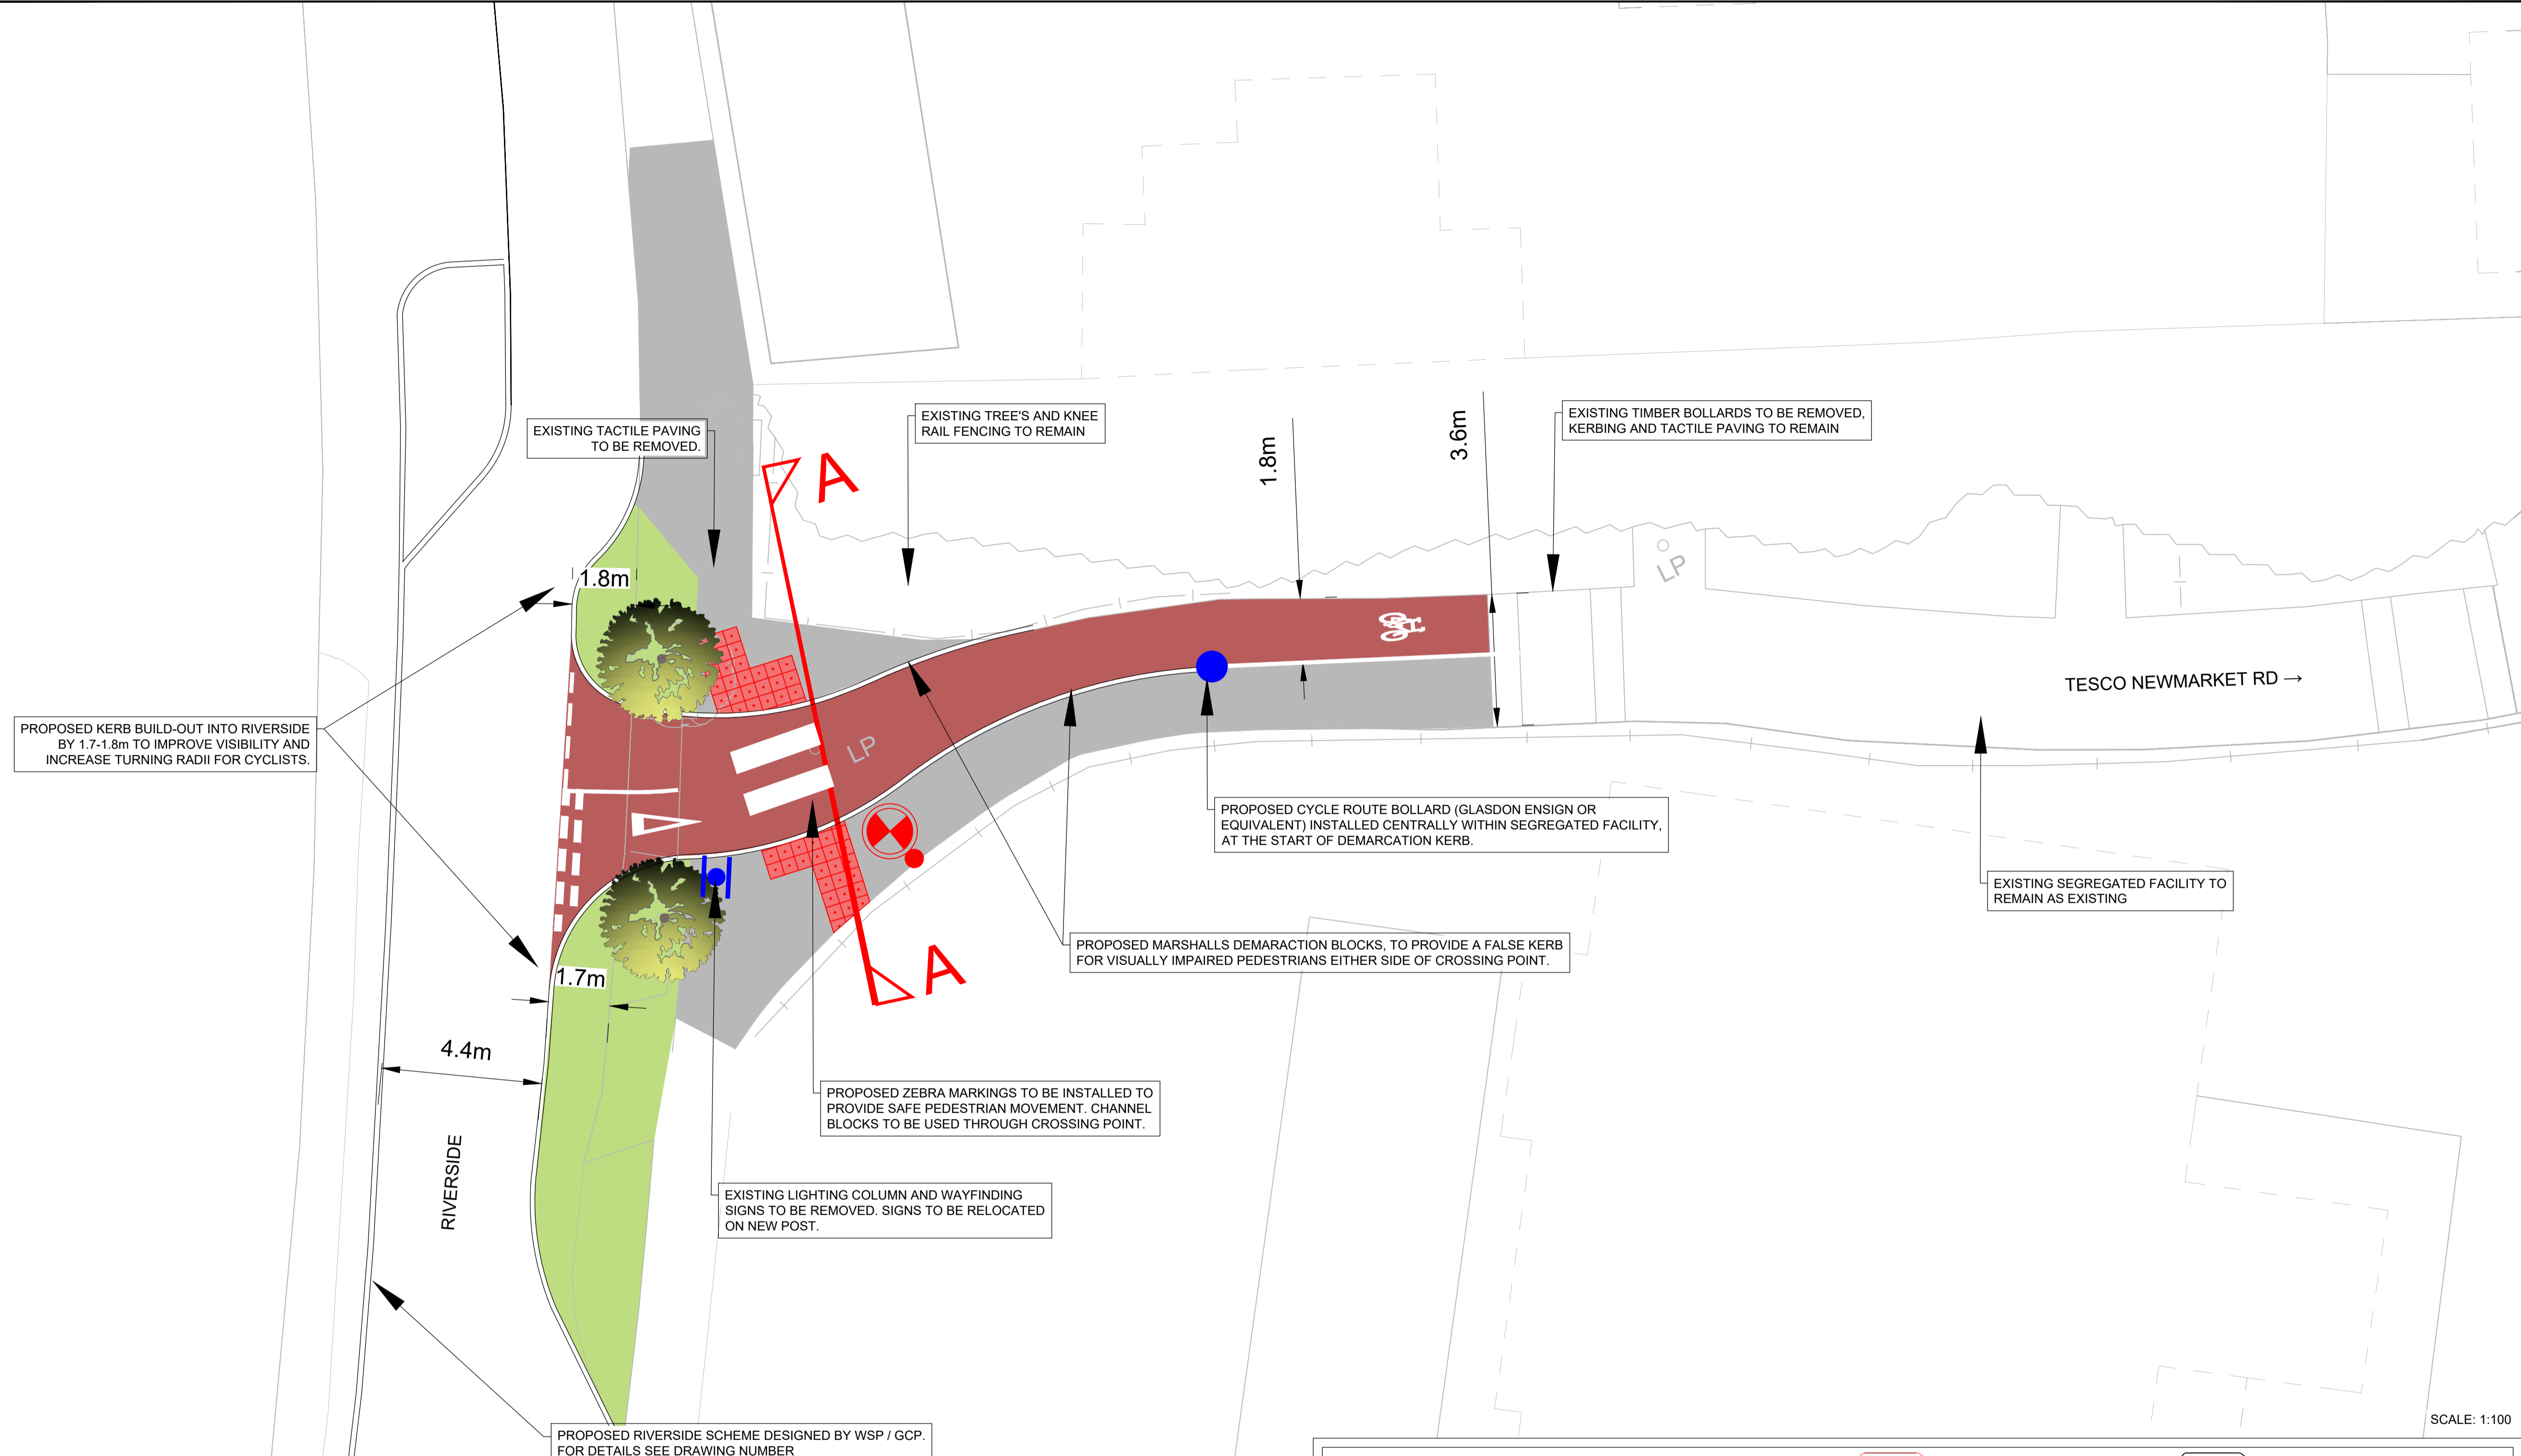 EXISTING TACTILE PAVING
TO BE REMOVED.
EXISTING TREE'S AND KNEE
RAIL FENCING TO REMAIN
EXISTING TIMBER BOLLARDS TO BE REMOVED,
KERBING AND TACTILE PAVING TO REMAIN
1.8m
3.6m
A
LP
1.8m
TESCO NEWMARKET RD →
PROPOSED KERB BUILD-OUT INTO RIVERSIDE
BY 1.7-1.8m TO IMPROVE VISIBILITY AND
INCREASE TURNING RADII FOR CYCLISTS.
LP
PROPOSED CYCLE ROUTE BOLLARD (GLASDON ENSIGN OR
EQUIVALENT) INSTALLED CENTRALLY WITHIN SEGREGATED FACILITY,
AT THE START OF DEMARCATION KERB.
EXISTING SEGREGATED FACILITY TO
REMAIN AS EXISTING
PROPOSED MARSHALLS DEMARACTION BLOCKS, TO PROVIDE A FALSE KERB
FOR VISUALLY IMPAIRED PEDESTRIANS EITHER SIDE OF CROSSING POINT.
A
1.7m
4.4m
PROPOSED ZEBRA MARKINGS TO BE INSTALLED TO
PROVIDE SAFE PEDESTRIAN MOVEMENT. CHANNEL
BLOCKS TO BE USED THROUGH CROSSING POINT.
RIVERSIDE
EXISTING LIGHTING COLUMN AND WAYFINDING
SIGNS TO BE REMOVED. SIGNS TO BE RELOCATED
ON NEW POST.
SCALE: 1:100
PROPOSED RIVERSIDE SCHEME DESIGNED BY WSP / GCP.
FOR DETAILS SEE DRAWING NUMBER